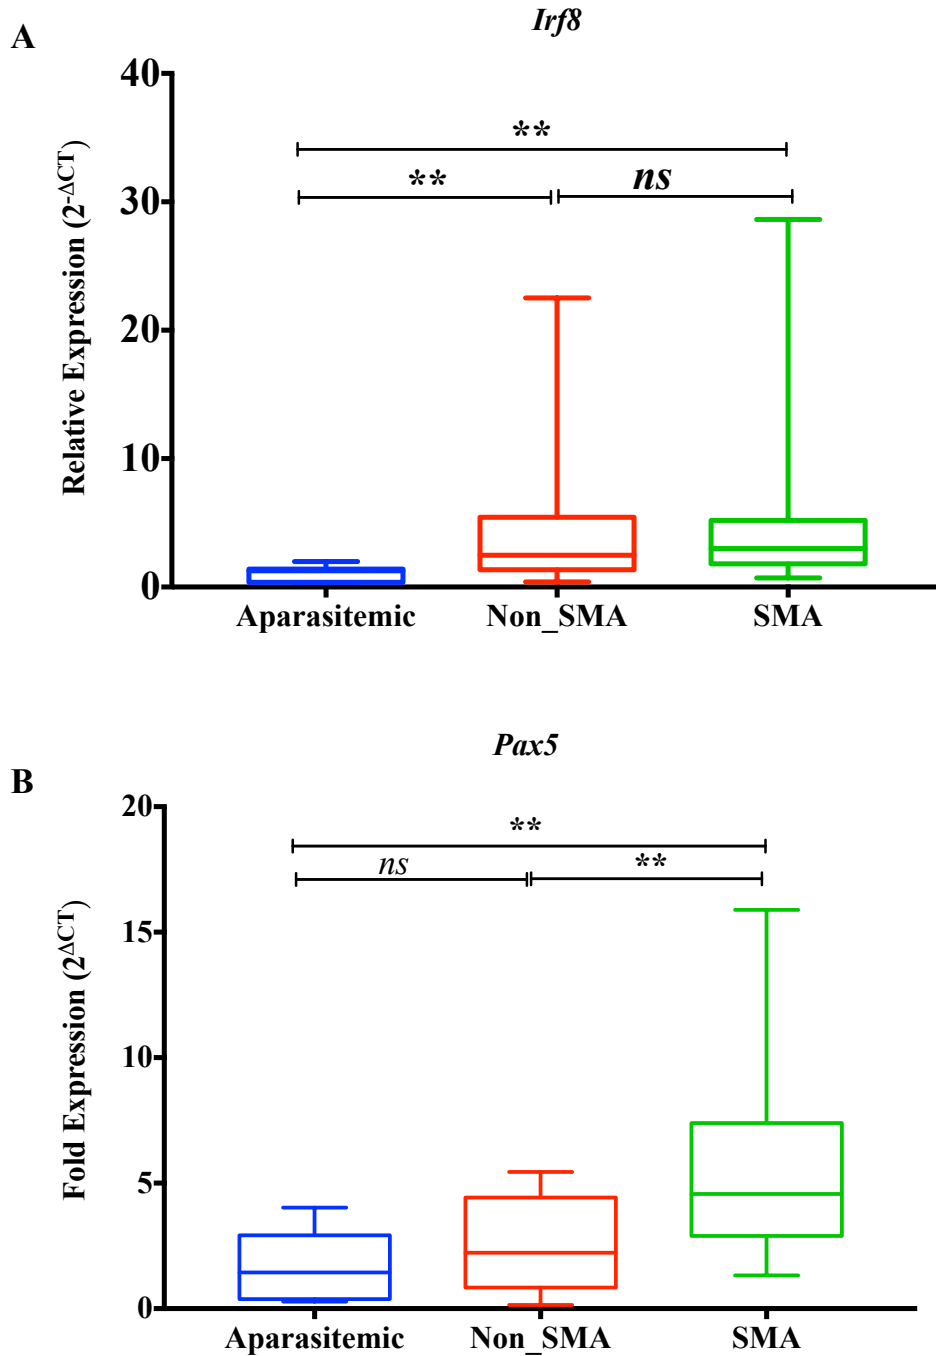 A
Irf8
Relative Expression (2-ΔCT)
40
30
20
10
0
**
**
ns
Aparasitemic
Non_SMA
SMA
B
Pax5
Fold Expression (2ΔCT)
20
15
10
5
0
**
ns
**
Aparasitemic
Non_SMA
SMA